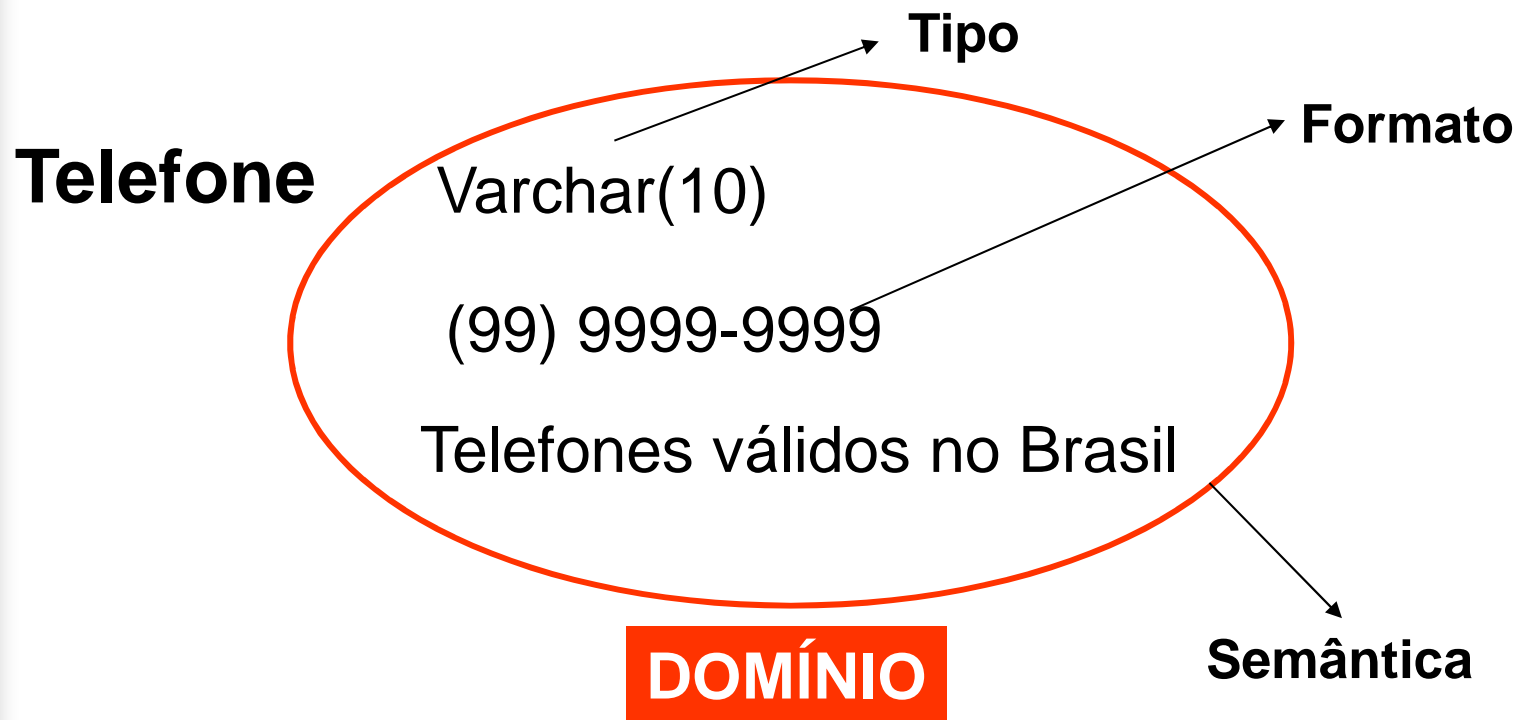 Tipo
Formato
Telefone
Varchar(10)
(99) 9999-9999
Telefones válidos no Brasil
Semântica
DOMÍNIO